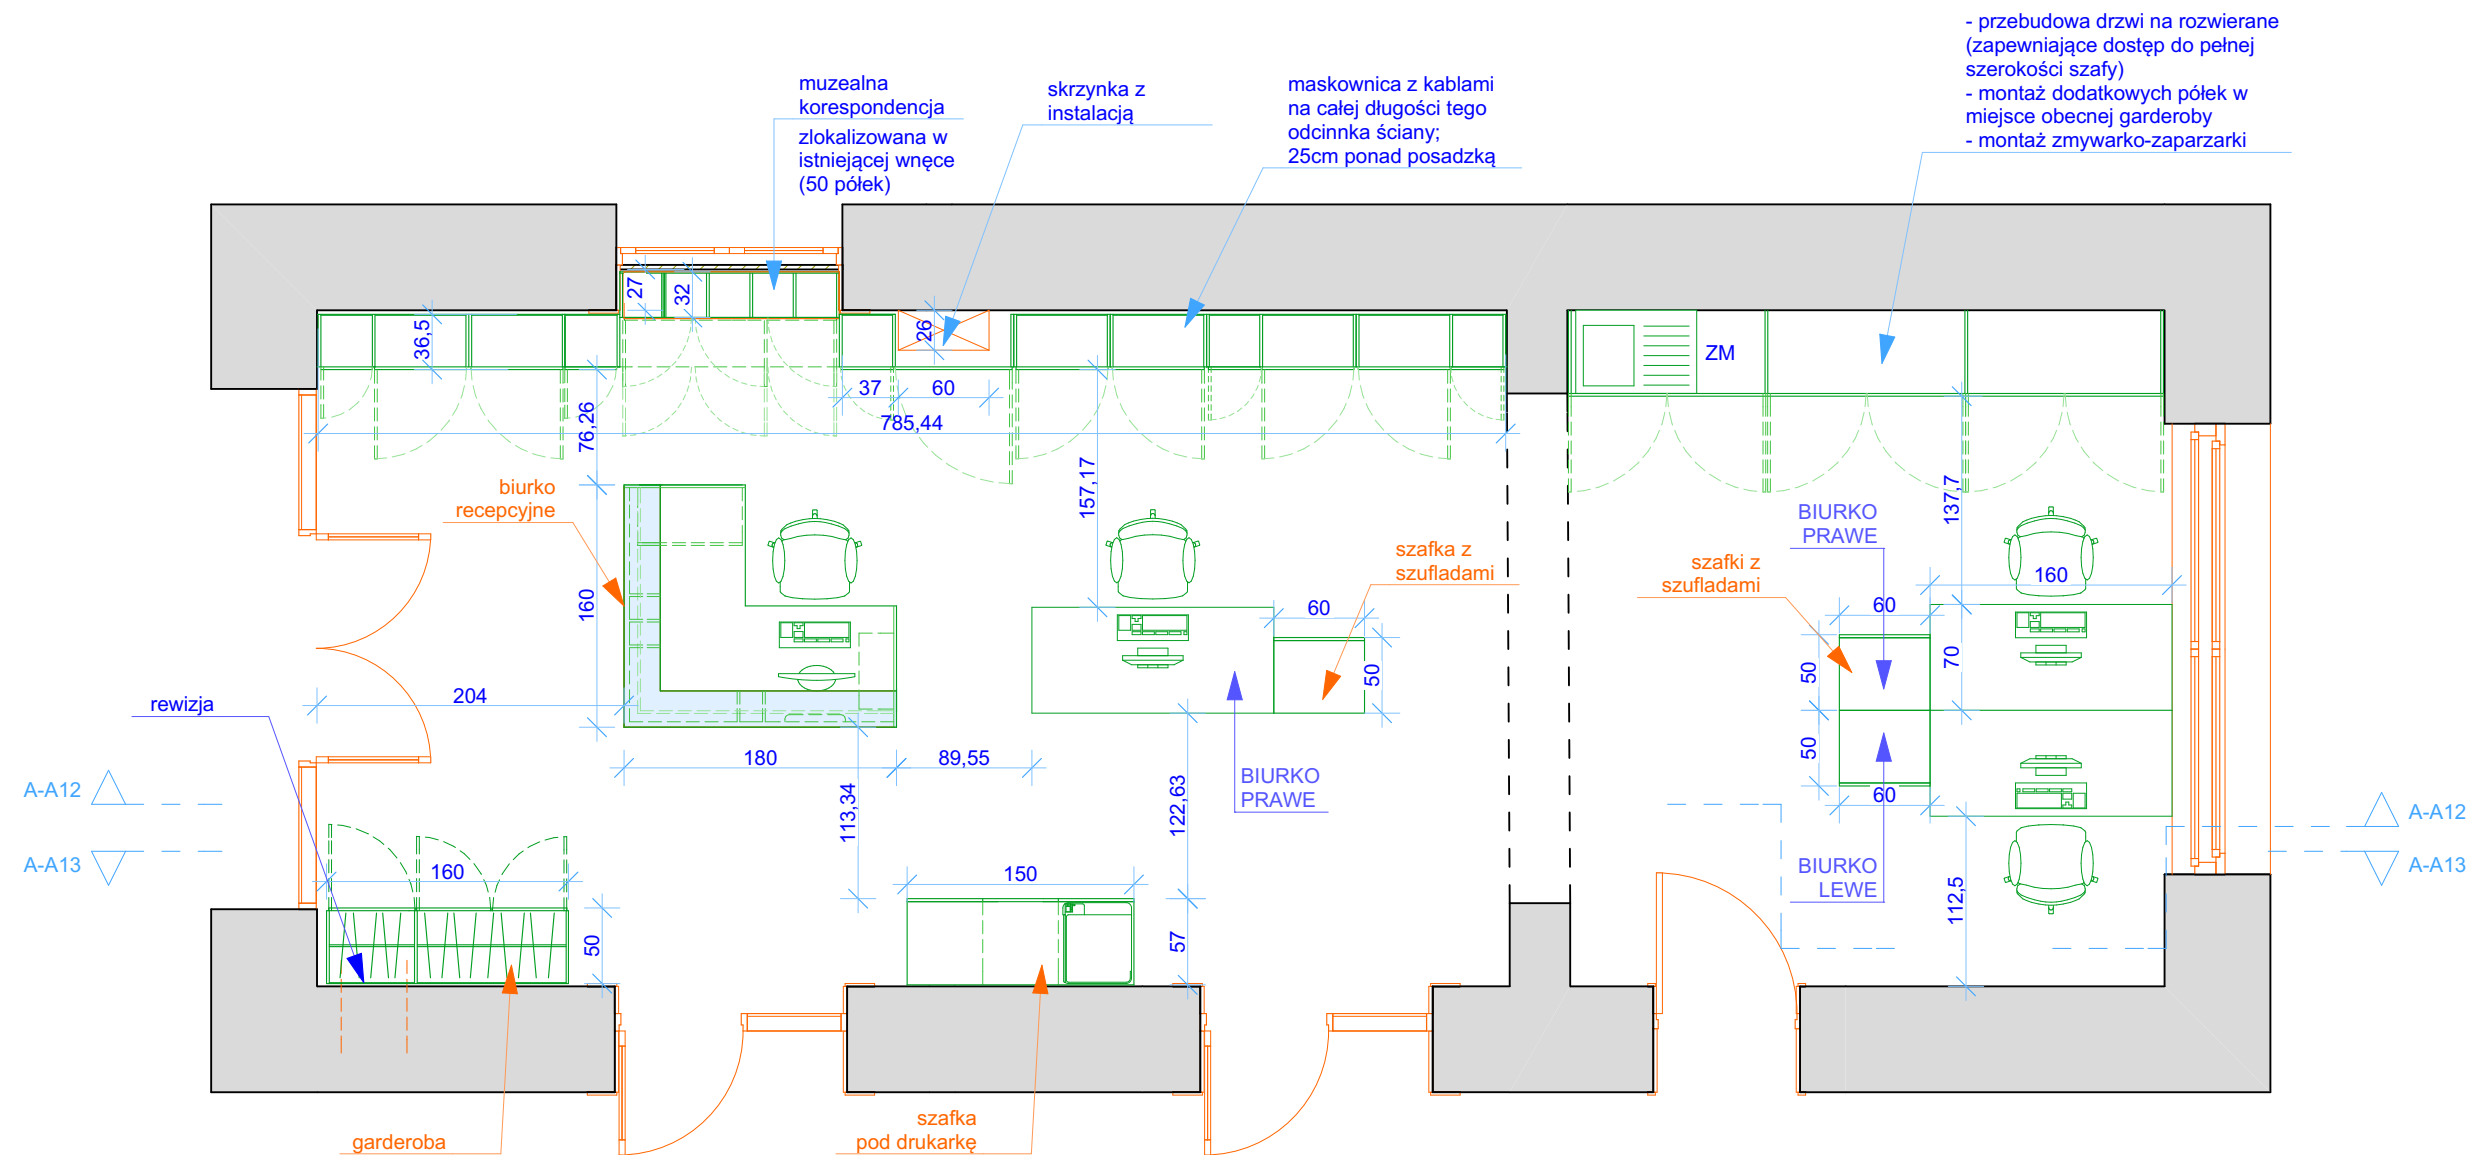 - przebudowa drzwi na rozwierane
(zapewniające dostęp do pełnej
szerokości szafy)
- montaż dodatkowych półek w
miejsce obecnej garderoby
- montaż zmywarko-zaparzarki
muzealna
korespondencja
zlokalizowana w
istniejącej wnęce
(50 półek)
skrzynka z
instalacją
maskownica z kablami
na całej długości tego
odcinnka ściany;
25cm ponad posadzką
27
32
36,5
26
ZM
37
60
785,44
76,26
157,17
137,7
biurko
recepcyjne
BIURKO
PRAWE
szafka z
szufladami
szafki z
szufladami
160
160
60
60
50
50
70
204
rewizja
180
89,55
50
BIURKO
PRAWE
60
113,34
122,63
A-A12
A-A13
A-A12
A-A13
160
150
BIURKO
LEWE
112,5
50
57
szafka
pod drukarkę
garderoba